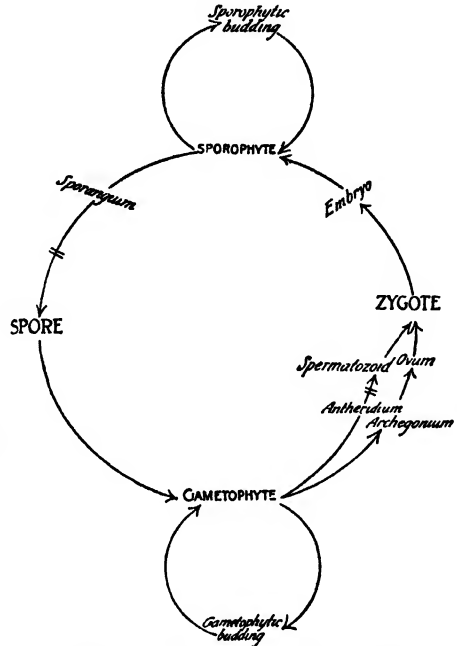 Sporophytic
budding
SPOROPHYTE
Sporangium
Embryo
ZYGOTE
SPORE
Spermatozoid
Ovum
Antheridium
Archegonium
GAMETOPHYTE
Gametophytic
budding